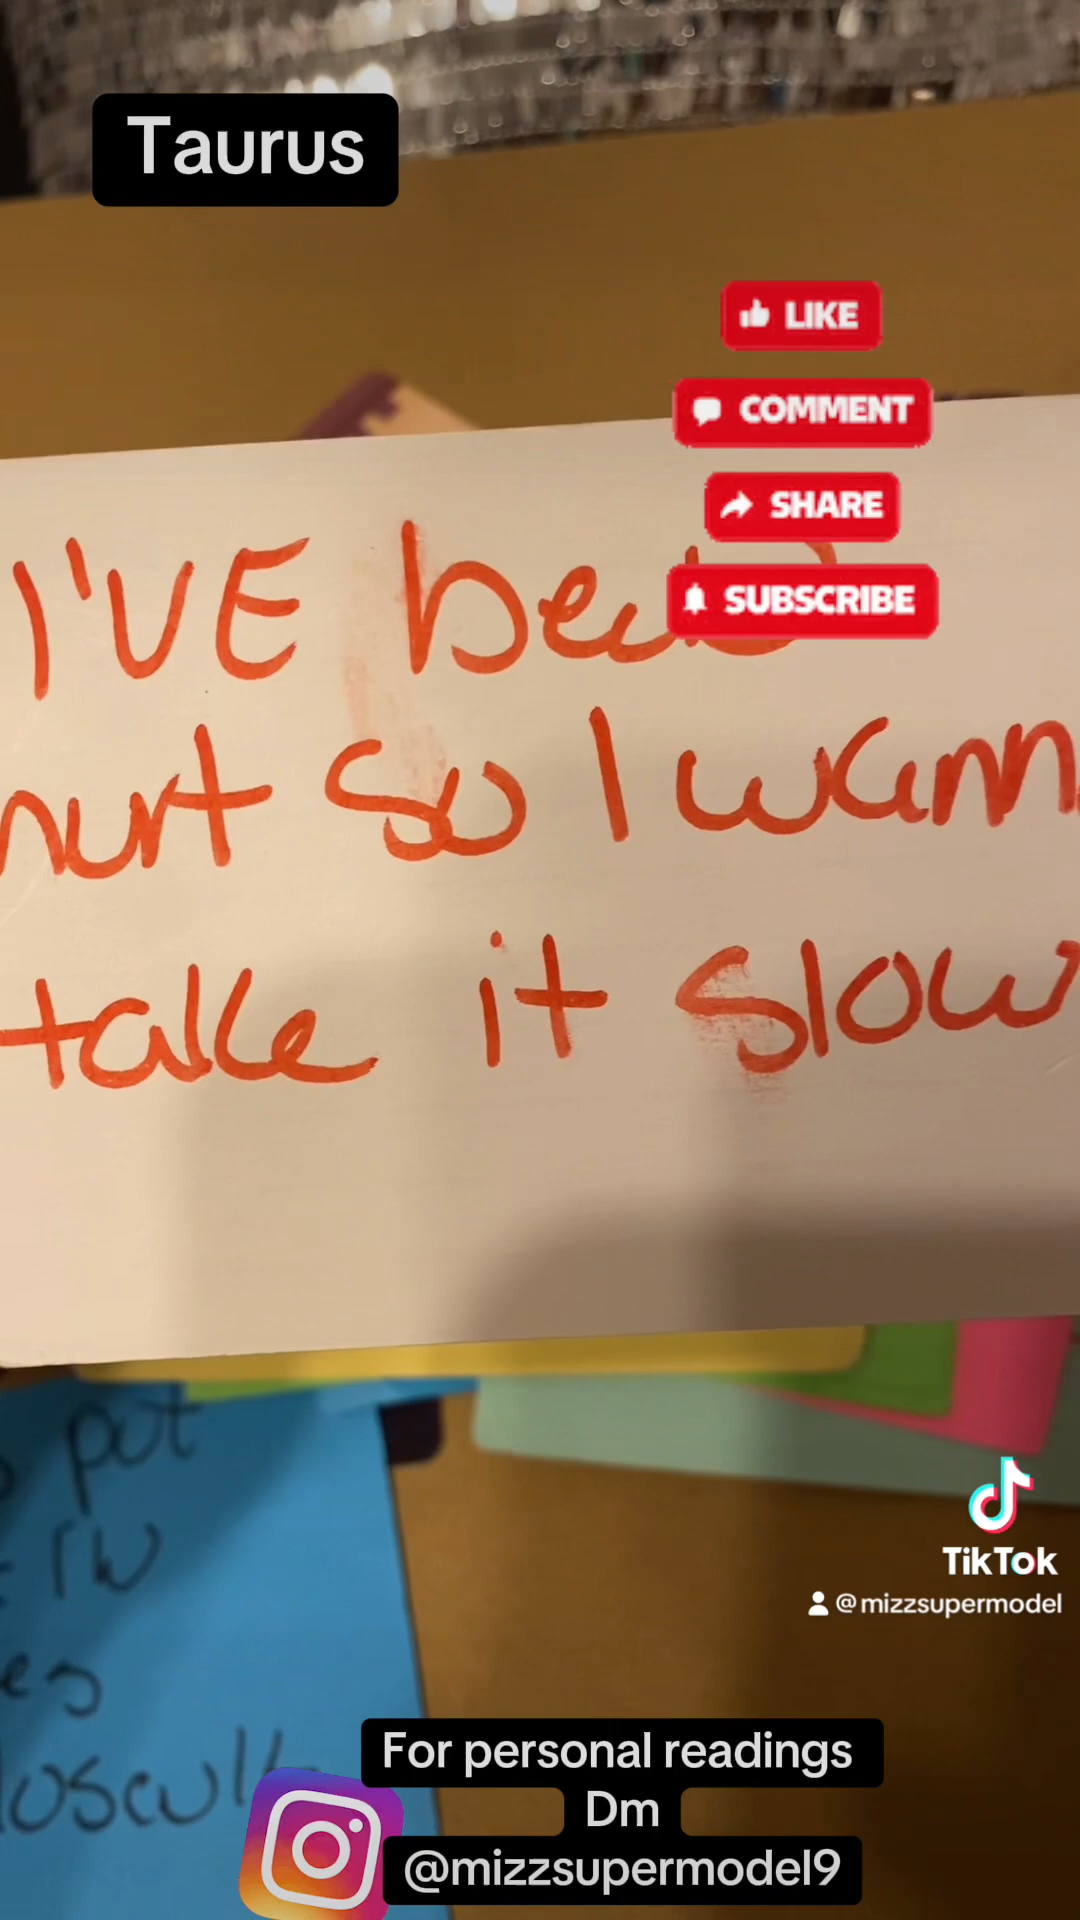 Taurus
LIKE
COMMENT
SHARE
SUBSCRIBE
I'VE
hurt so I wann
take it slow
put
TikTok
@mizzsupermodel
For personal readings
Dm
@mizzsupermodel9